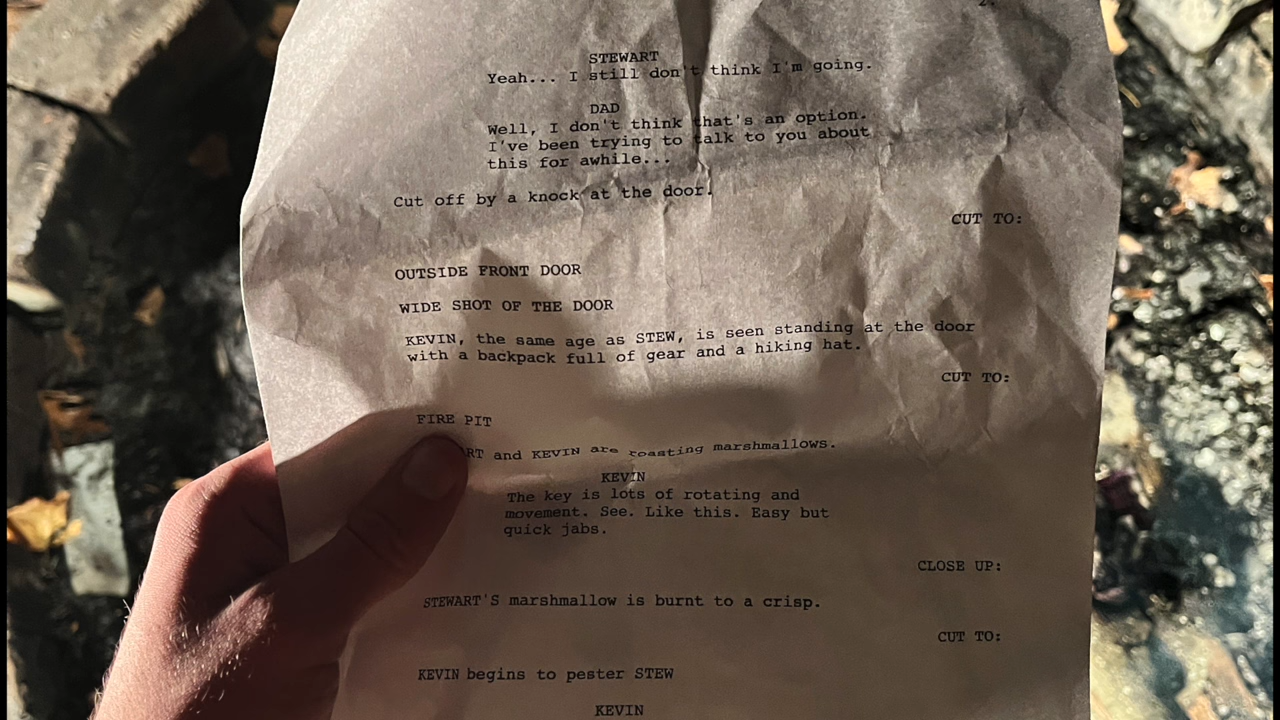 2.
STEWART
Yeah... I still don't think I'm going.
DAD
Well, I don't think that's an option.
I've been trying to talk to you about
this for awhile...
Cut off by a knock at the door.
CUT TO:
OUTSIDE FRONT DOOR
WIDE SHOT OF THE DOOR
KEVIN, the same age as STEW, is seen standing at the door
with a backpack full of gear and a hiking hat.
CUT TO:
FIRE PIT
ART and KEVIN are roasting marshmallows.
KEVIN
The key is lots of rotating and
movement. See. Like this. Easy but
quick jabs.
CLOSE UP:
STEWART'S marshmallow is burnt to a crisp.
CUT TO:
KEVIN begins to pester STEW
KEVIN